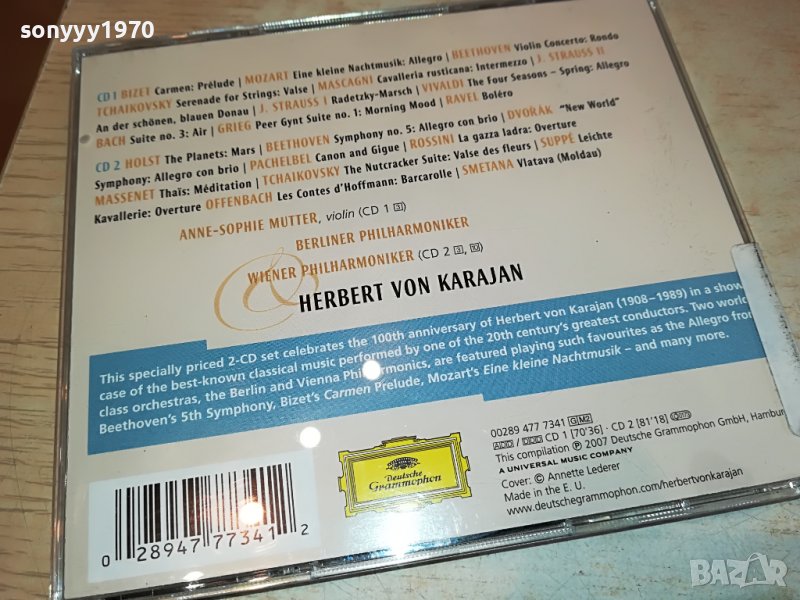 sonyyy1970
CD 1 BIZET Carmen: Prélude | MOZART Eine kleine Nachtmusik: Allegro | BEETHOVEN Violin Concerto: Rondo
TCHAIKOVSKY Serenade for Strings: Valse | MASCAGNI Cavalleria rusticana: Intermezzo | J. STRAUSS II
An der schönen, blauen Donau | J. STRAUSS I Radetzky-Marsch | VIVALDI The Four Seasons – Spring: Allegro
BACH Suite no. 3: Air | GRIEG Peer Gynt Suite no. 1: Morning Mood | RAVEL Boléro
CD 2 HOLST The Planets: Mars | BEETHOVEN Symphony no. 5: Allegro con brio | DVOŘÁK "New World"
Symphony: Allegro con brio | PACHELBEL Canon and Gigue | ROSSINI La gazza ladra: Overture
MASSENET Thaïs: Méditation | TCHAIKOVSKY The Nutcracker Suite: Valse des fleurs | SUPPÉ Leichte
Kavallerie: Overture OFFENBACH Les Contes d'Hoffmann: Barcarolle | SMETANA Vlatava (Moldau)
ANNE-SOPHIE MUTTER, violin (CD 1 3)
BERLINER PHILHARMONIKER
WIENER PHILHARMONIKER (CD 2 3, 10)
& HERBERT VON KARAJAN
This specially priced 2-CD set celebrates the 100th anniversary of Herbert von Karajan (1908–1989) in a show
case of the best-known classical music performed by one of the 20th century's greatest conductors. Two world
class orchestras, the Berlin and Vienna Philharmonics, are featured playing such favourites as the Allegro from
Beethoven's 5th Symphony, Bizet's Carmen Prelude, Mozart's Eine kleine Nachtmusik – and many more.
Deutsche
Grammophon
00289 477 7341 GM2
ADD / DDD CD 1 [70'36] · CD 2 [81'18]
This compilation ℗ 2007 Deutsche Grammophon GmbH, Hamburg
A UNIVERSAL MUSIC COMPANY
Cover: © Annette Lederer
Made in the E. U.
www.deutschegrammophon.com/herbertvonkarajan
0 28947 77341 2
BAZAR